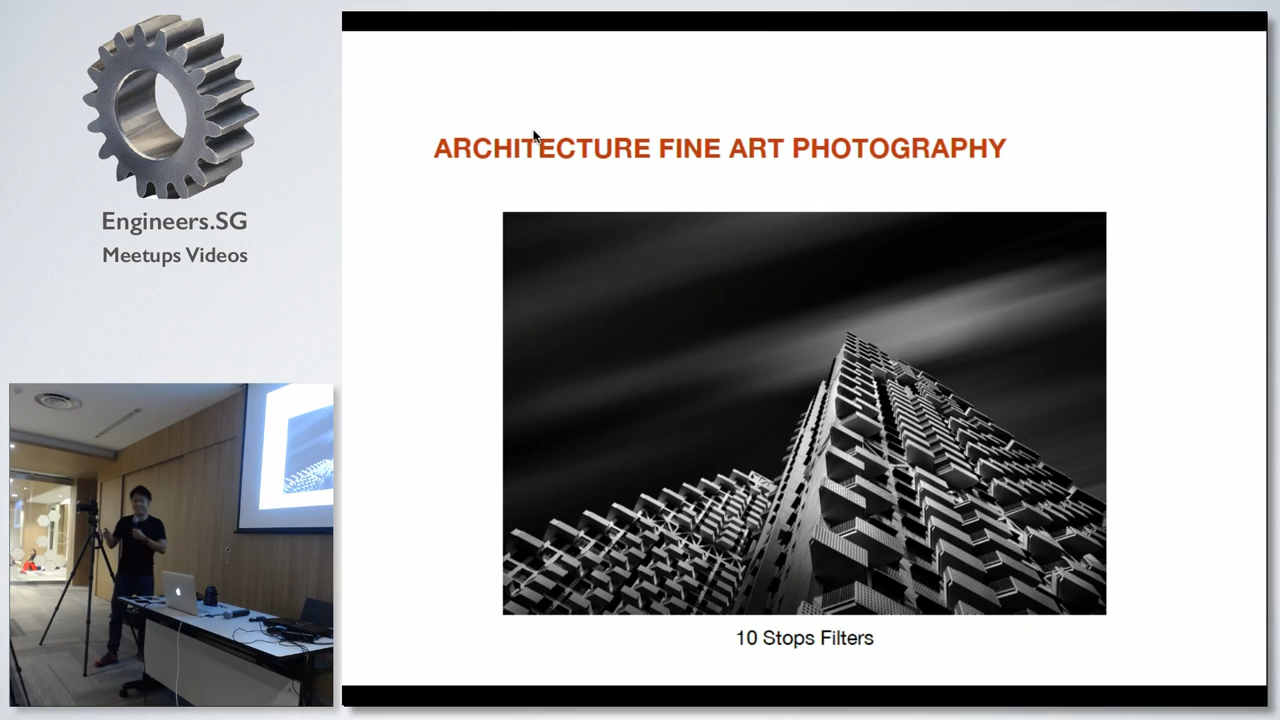 Engineers.SG
Meetups Videos
ARCHITECTURE FINE ART PHOTOGRAPHY
10 Stops Filters